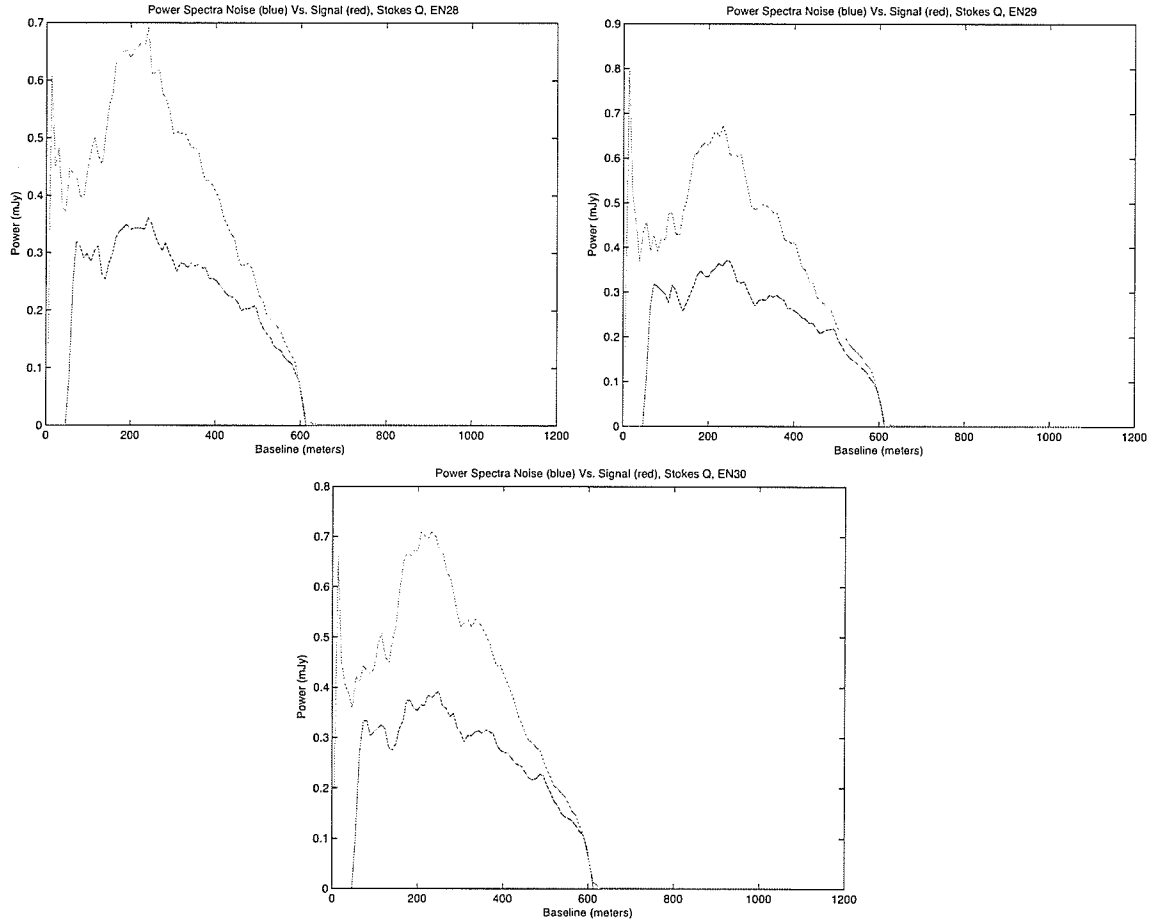 Power Spectra Noise (blue) Vs. Signal (red), Stokes Q, EN28
0.7
0.6
0.5
0.4
0.3
0.2
0.1
0
Power (mJy)
0 200 400 600 800 1000 1200
Baseline (meters)
Power Spectra Noise (blue) Vs. Signal (red), Stokes Q, EN29
0.9
0.8
0.7
0.6
0.5
0.4
0.3
0.2
0.1
0
Power (mJy)
0 200 400 600 800 1000 1200
Baseline (meters)
Power Spectra Noise (blue) Vs. Signal (red), Stokes Q, EN30
0.8
0.7
0.6
0.5
0.4
0.3
0.2
0.1
0
Power (mJy)
0 200 400 600 800 1000 1200
Baseline (meters)